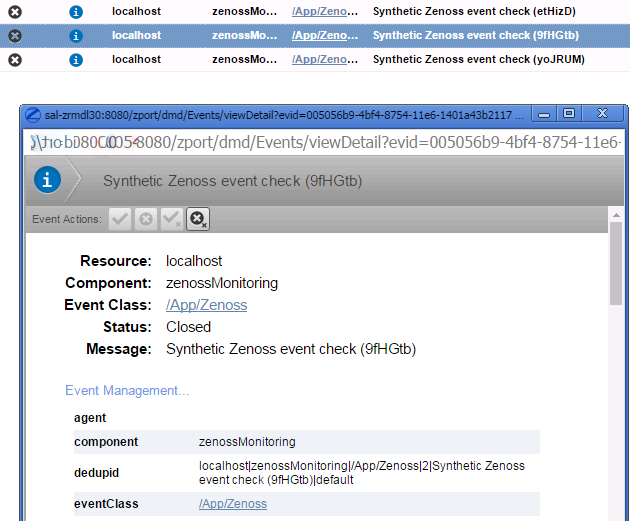 localhost zenossMo... /App/Zeno... Synthetic Zenoss event check (etHizD)
localhost zenossMo... /App/Zeno... Synthetic Zenoss event check (9fHGtb)
localhost zenossMo... /App/Zeno... Synthetic Zenoss event check (yoJRUM)
sal-zrmdl30:8080/zport/dmd/Events/viewDetail?evid=005056b9-4bf4-8754-11e6-1401a43b2117
8080/zport/dmd/Events/viewDetail?evid=005056b9-4bf4-8754-11e6-
Synthetic Zenoss event check (9fHGtb)
Event Actions:
Resource: localhost
Component: zenossMonitoring
Event Class: /App/Zenoss
Status: Closed
Message: Synthetic Zenoss event check (9fHGtb)
Event Management...
agent
component zenossMonitoring
dedupid localhost|zenossMonitoring|/App/Zenoss|2|Synthetic Zenoss
event check (9fHGtb)|default
eventClass /App/Zenoss